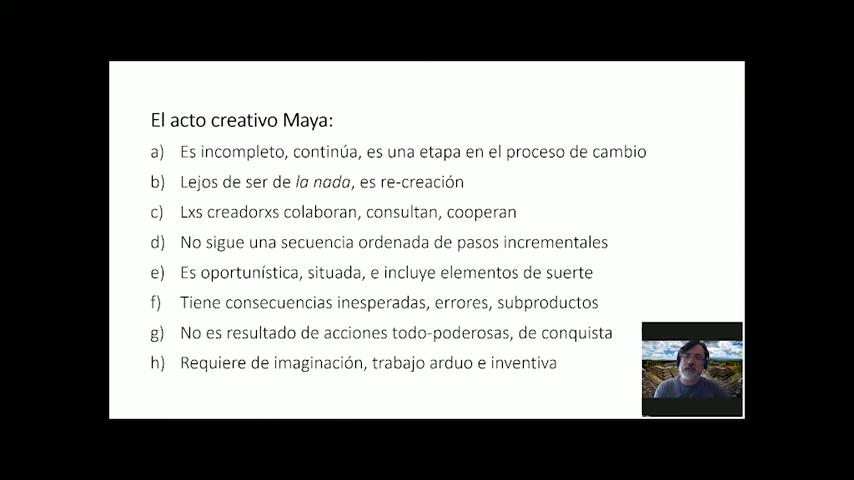 El acto creativo Maya:
a) Es incompleto, continúa, es una etapa en el proceso de cambio
b) Lejos de ser de la nada, es re-creación
c) Lxs creadorxs colaboran, consultan, cooperan
d) No sigue una secuencia ordenada de pasos incrementales
e) Es oportunística, situada, e incluye elementos de suerte
f) Tiene consecuencias inesperadas, errores, subproductos
g) No es resultado de acciones todo-poderosas, de conquista
h) Requiere de imaginación, trabajo arduo e inventiva